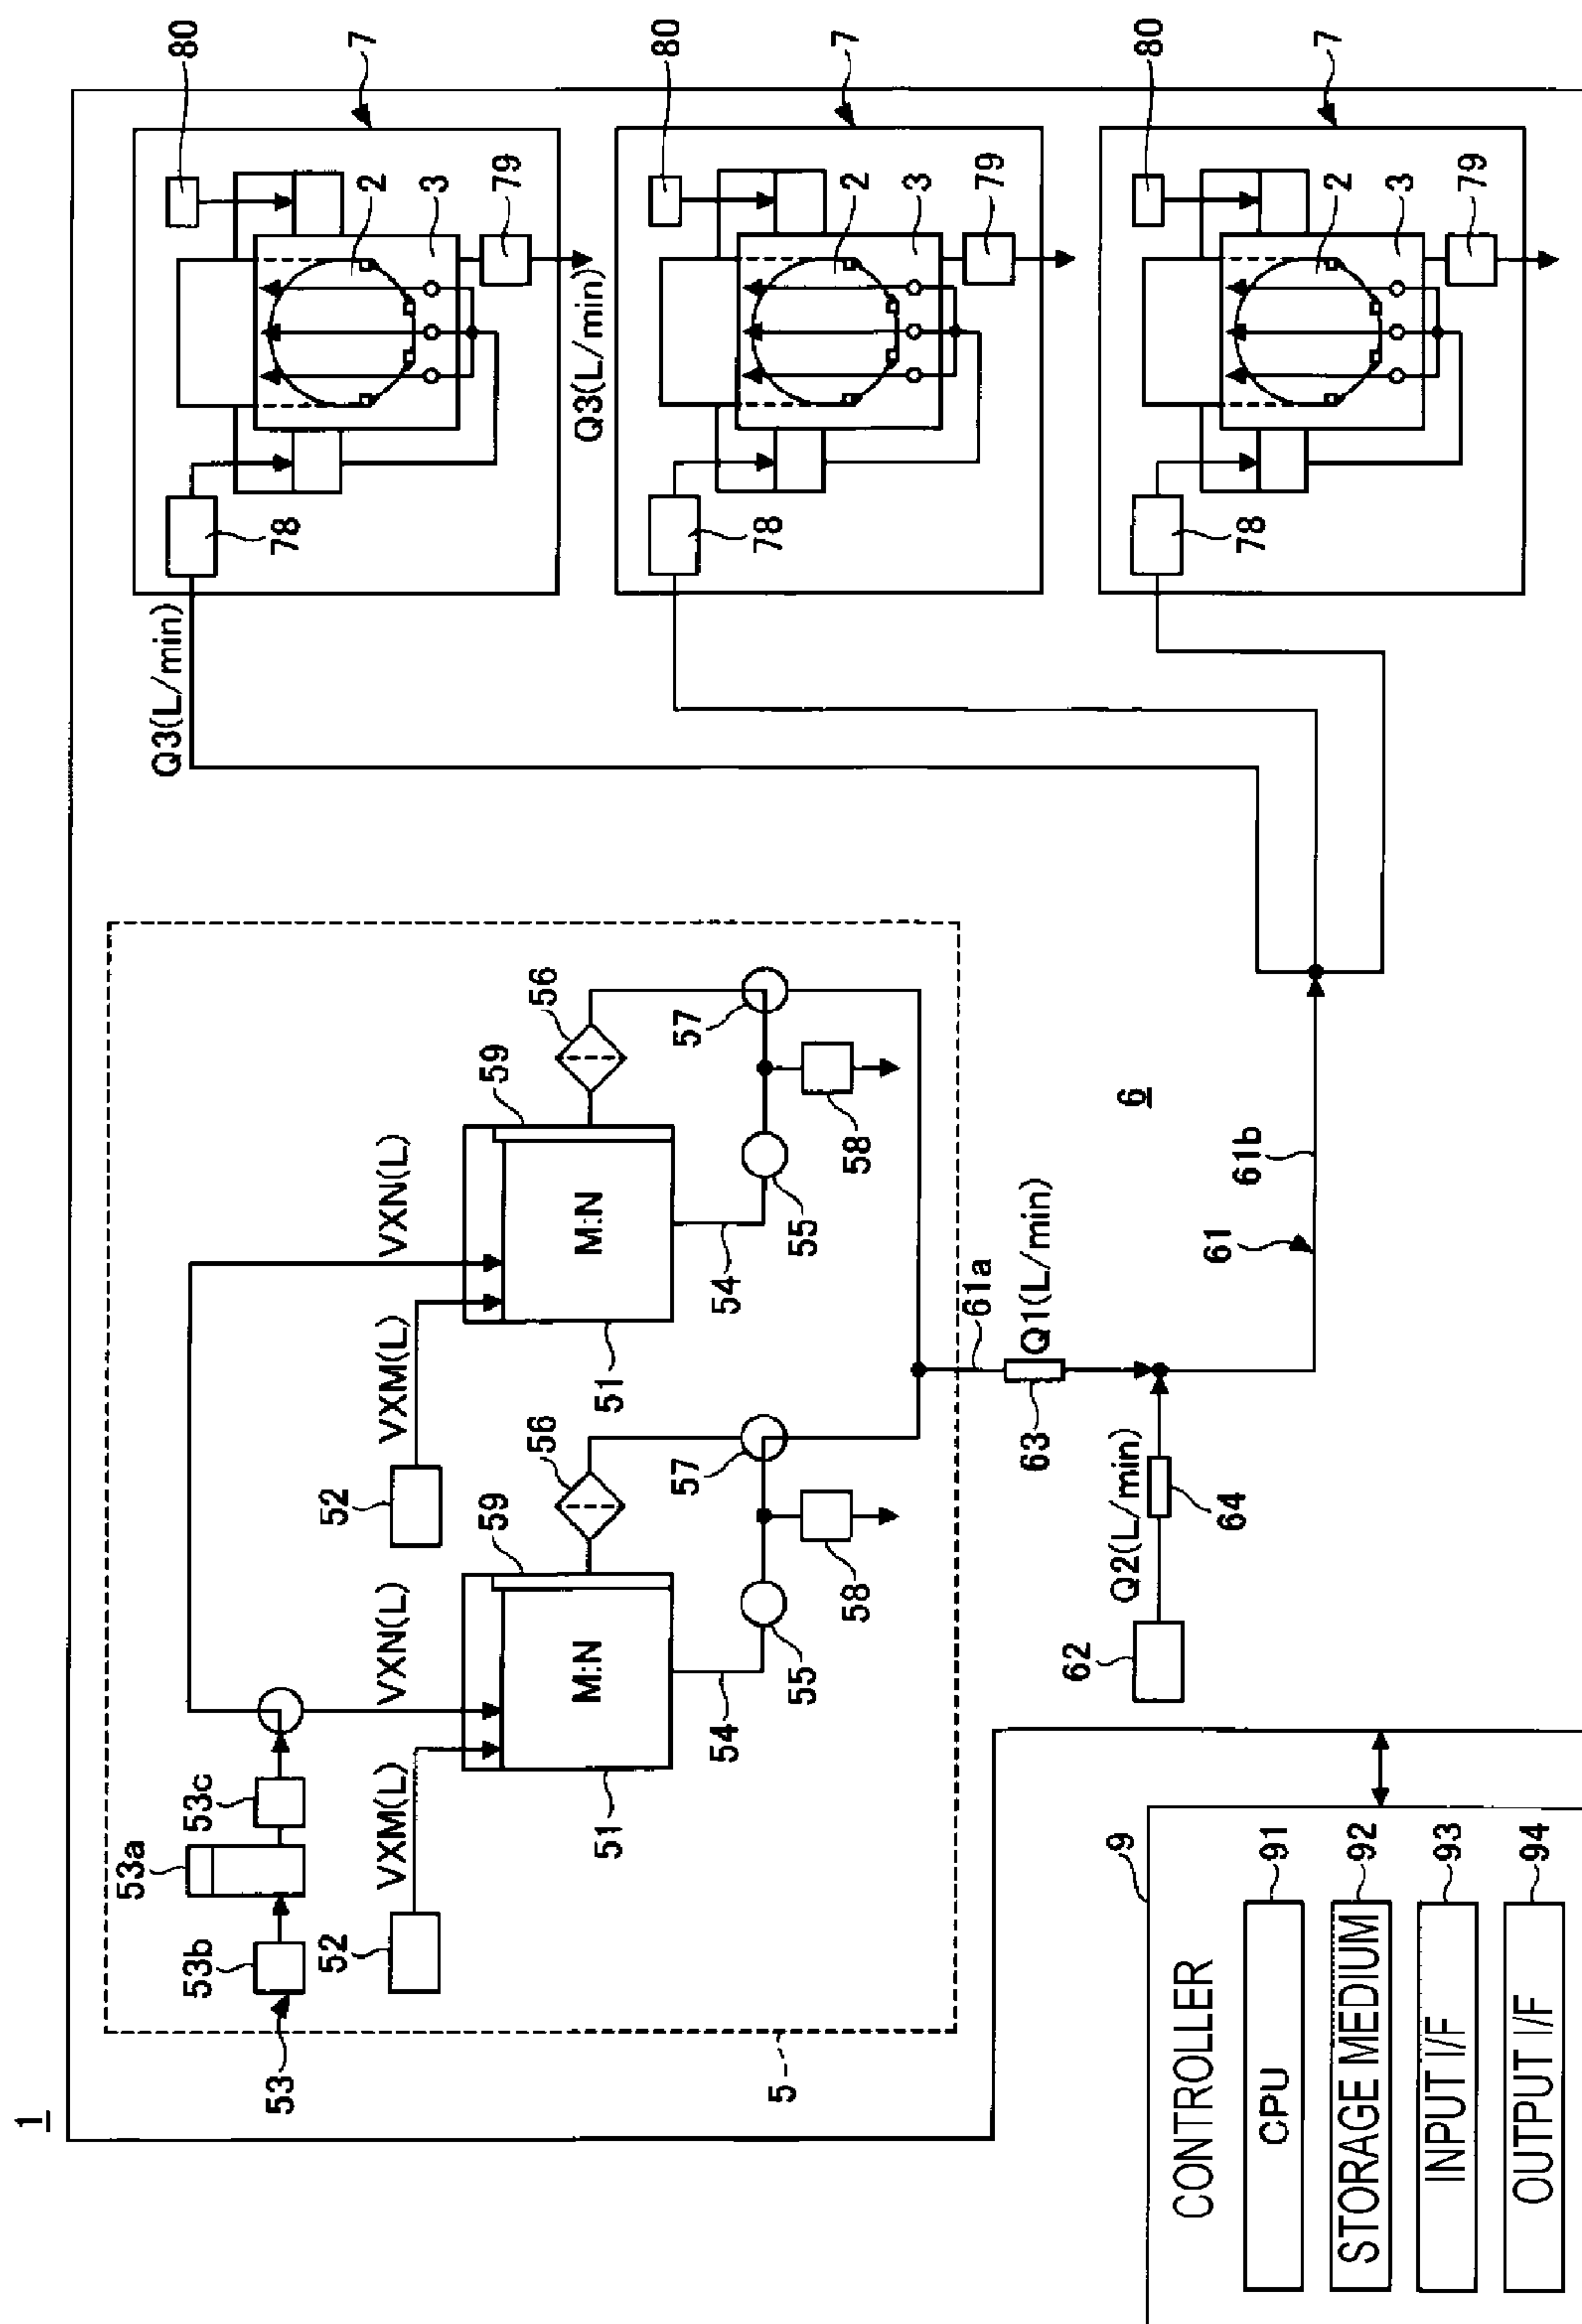 1
53
53b
53a
53c
52
VXM(L)
VXN(L)
52
VXM(L)
VXN(L)
M:N
59
56
51
54
55
57
58
M:N
59
56
51
54
55
57
58
5
61a
Q1(L/min)
63
Q2(L/min)
62
64
6
61
61b
Q3(L/min)
78
80
7
2
3
79
Q3(L/min)
78
80
7
2
3
79
78
80
7
2
3
79
9
CONTROLLER
CPU
91
STORAGE MEDIUM
92
INPUT I/F
93
OUTPUT I/F
94